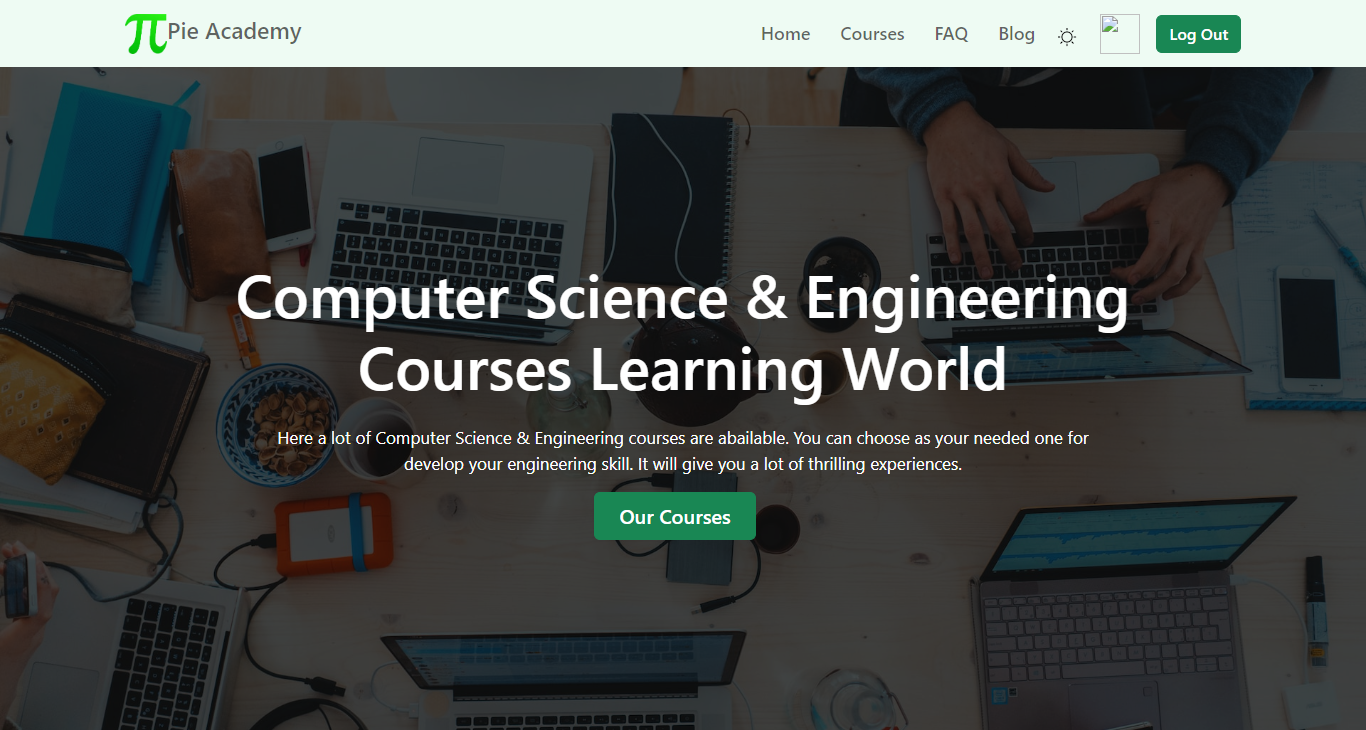 π Pie Academy
Home Courses FAQ Blog Log Out
Computer Science & Engineering
Courses Learning World
Here a lot of Computer Science & Engineering courses are abailable. You can choose as your needed one for
develop your engineering skill. It will give you a lot of thrilling experiences.
Our Courses